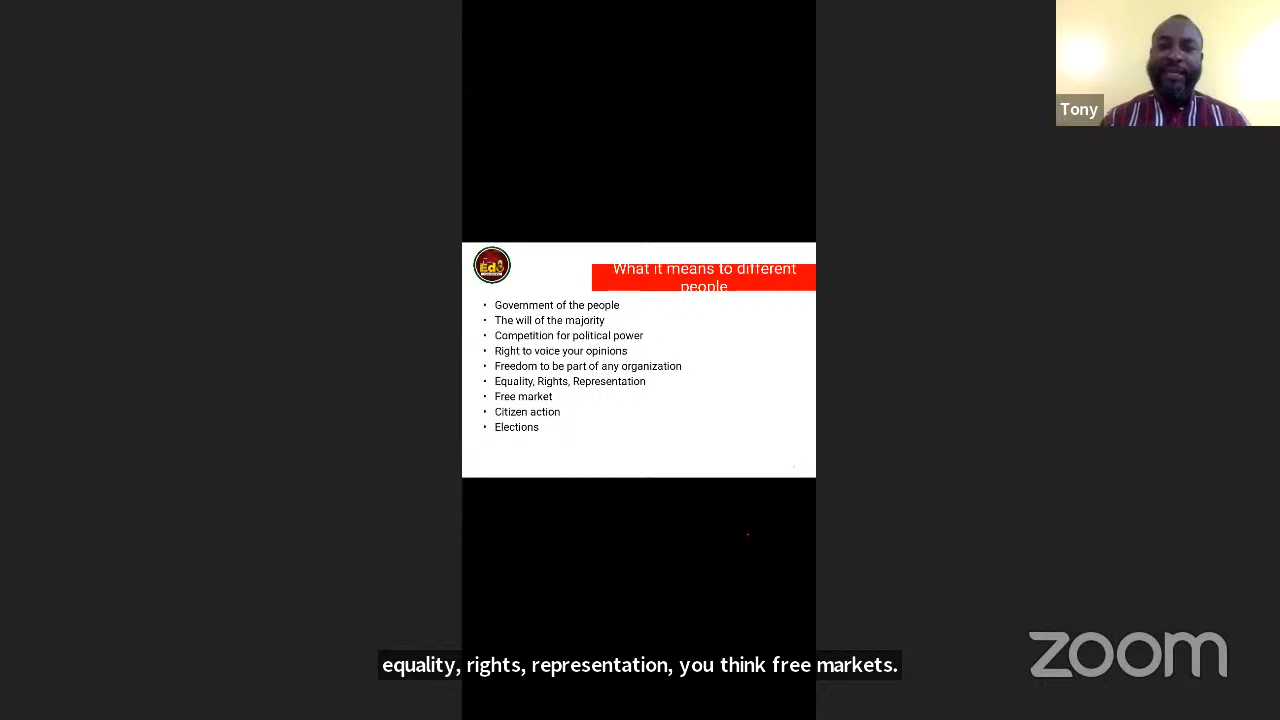 Tony
Edo
What it means to different
people
• Government of the people
• The will of the majority
• Competition for political power
• Right to voice your opinions
• Freedom to be part of any organization
• Equality, Rights, Representation
• Free market
• Citizen action
• Elections
equality, rights, representation, you think free markets.
zoom